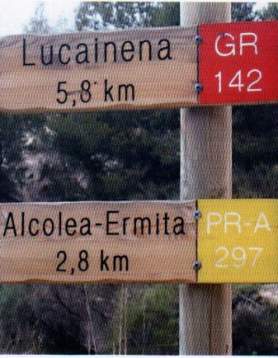 Lucainena
5,8 km
GR
142
Alcolea-Ermita
2,8 km
PR-A
297